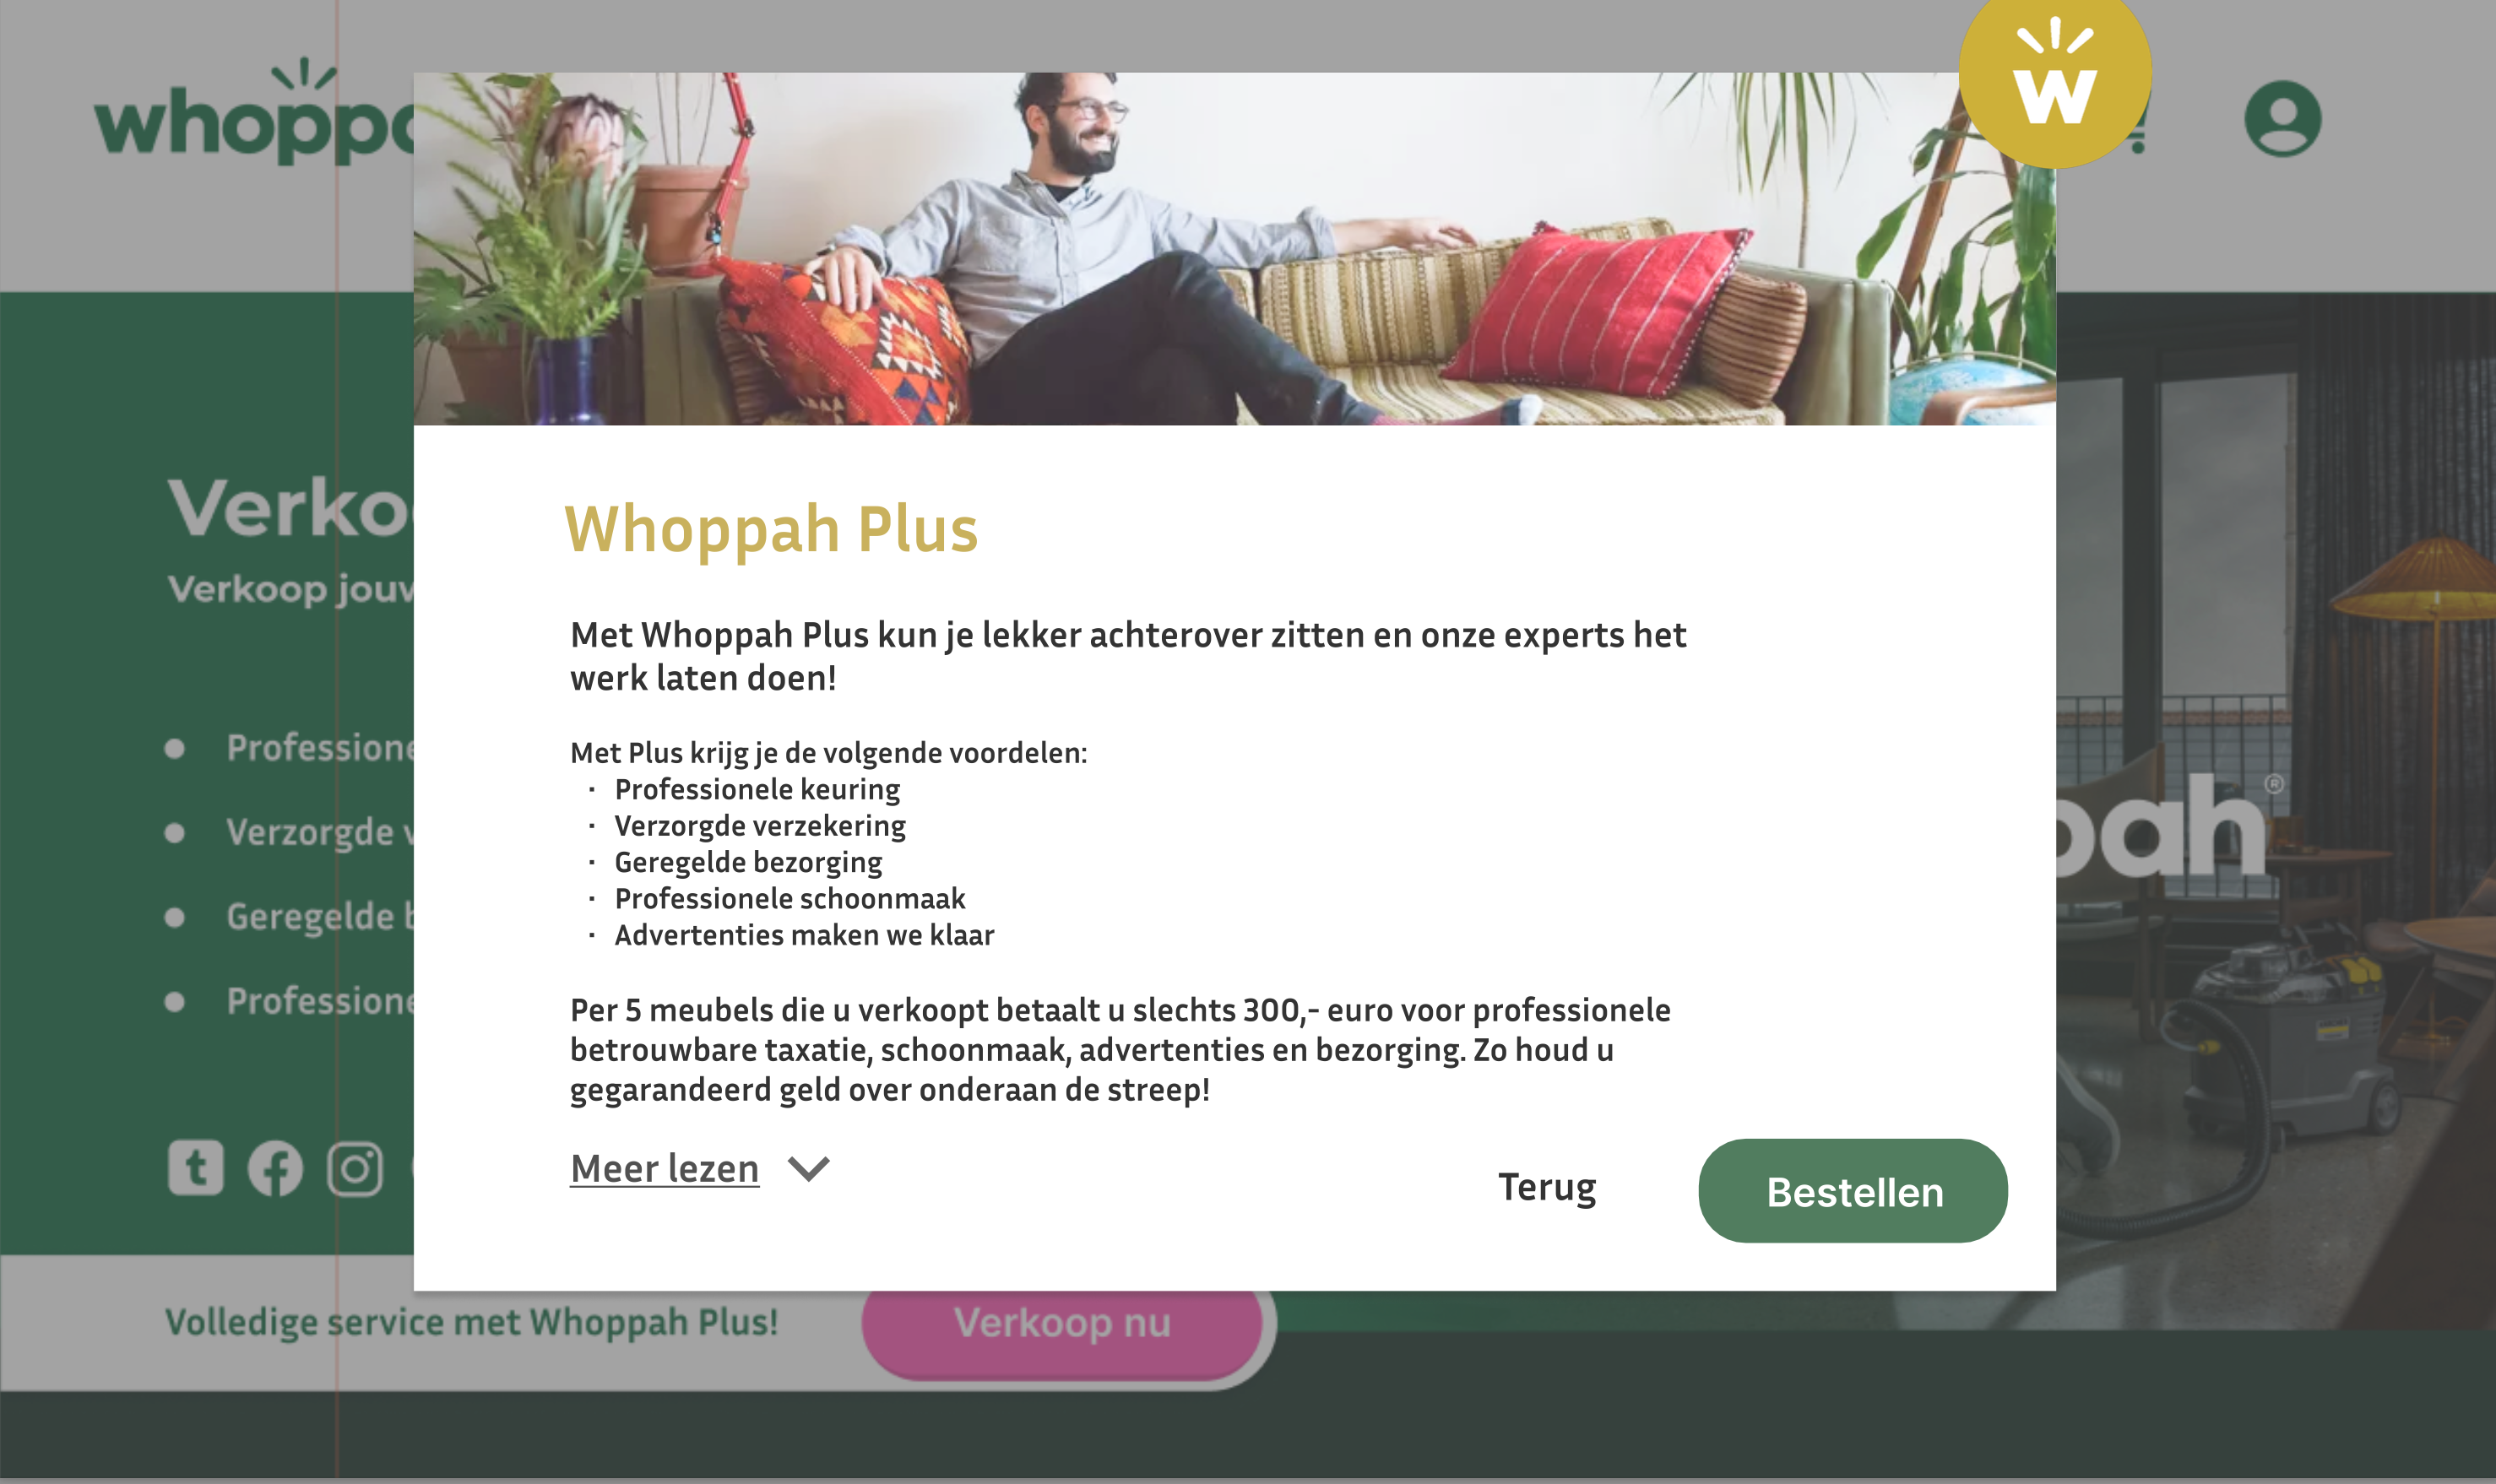 whoppa
w
Whoppah Plus
Met Whoppah Plus kun je lekker achterover zitten en onze experts het
werk laten doen!
Met Plus krijg je de volgende voordelen:
· Professionele keuring
· Verzorgde verzekering
· Geregelde bezorging
· Professionele schoonmaak
· Advertenties maken we klaar
Per 5 meubels die u verkoopt betaalt u slechts 300,- euro voor professionele
betrouwbare taxatie, schoonmaak, advertenties en bezorging. Zo houd u
gegarandeerd geld over onderaan de streep!
Meer lezen
Terug
Bestellen
Verko
Verkoop jouw
Professione
Verzorgde v
Geregelde b
Professione
pah®
Volledige service met Whoppah Plus!
Verkoop nu